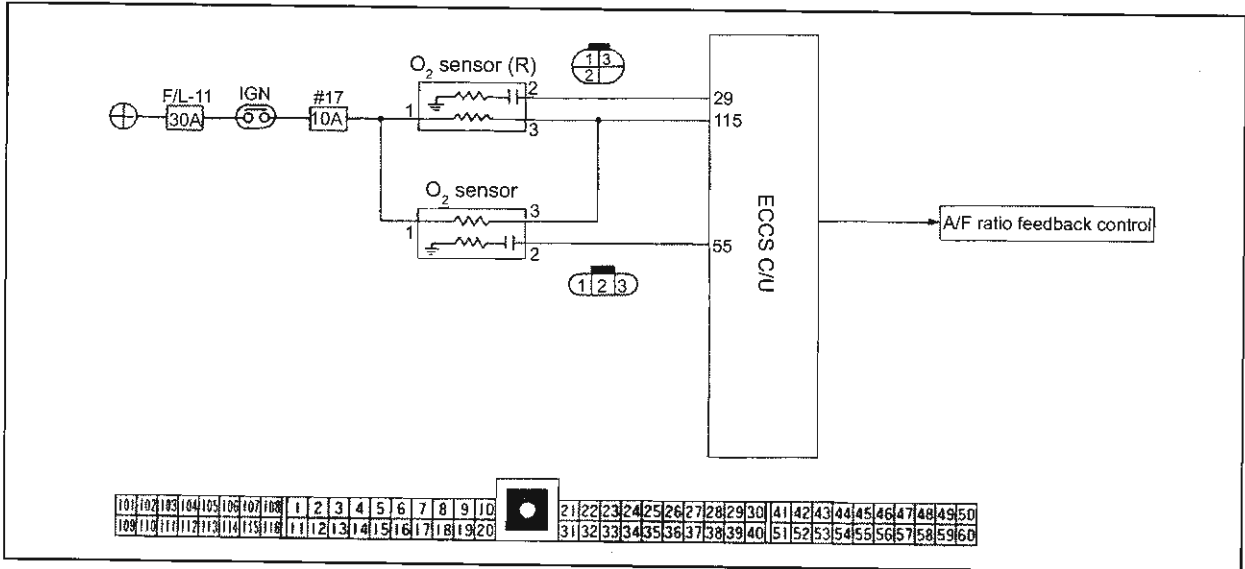 O2 sensor (R)
1 3
2
F/L-11 IGN #17
30A 10A
1 2
3
29
115
O2 sensor
3
1
2
55
1 2 3
ECCS C/U
A/F ratio feedback control
101 102 103 104 105 106 107 108 1 2 3 4 5 6 7 8 9 10 21 22 23 24 25 26 27 28 29 30 41 42 43 44 45 46 47 48 49 50
109 110 111 112 113 114 115 116 11 12 13 14 15 16 17 18 19 20 31 32 33 34 35 36 37 38 39 40 51 52 53 54 55 56 57 58 59 60